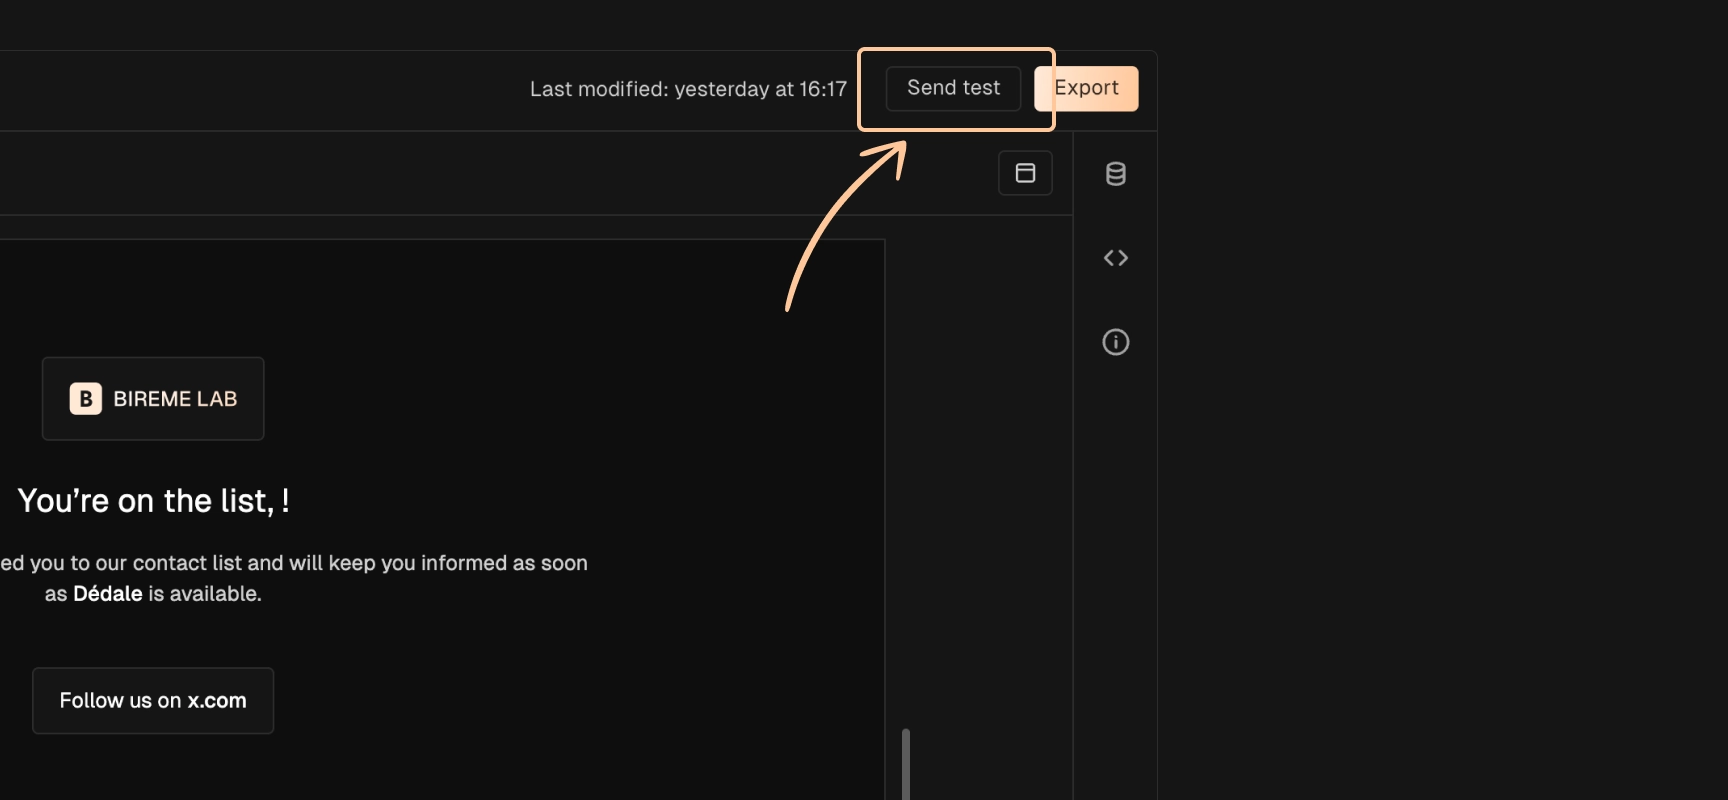 Last modified: yesterday at 16:17
Send test
Export
B BIREME LAB
You’re on the list, !
ed you to our contact list and will keep you informed as soon
as Dédale is available.
Follow us on x.com